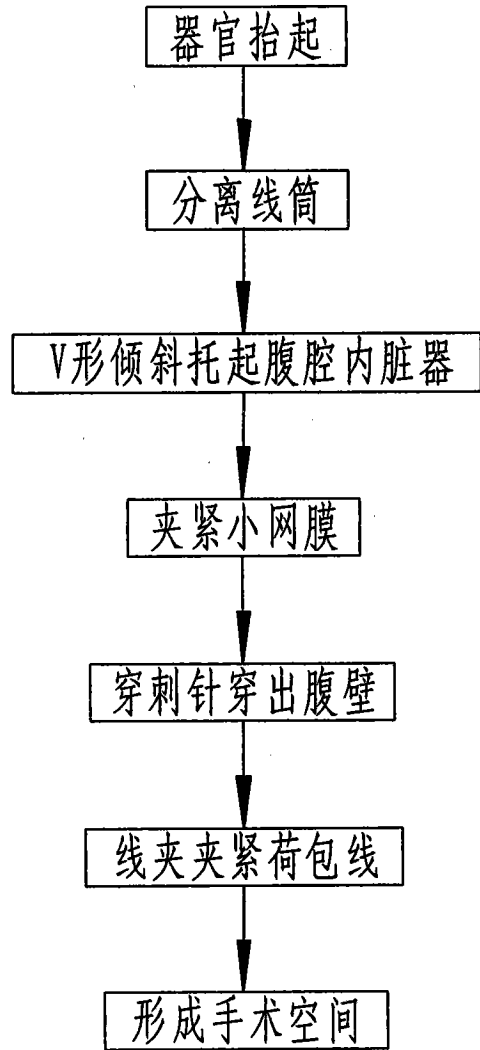 器官抬起
分离线筒
V形倾斜托起腹腔内脏器
夹紧小网膜
穿刺针穿出腹壁
线夹夹紧荷包线
形成手术空间